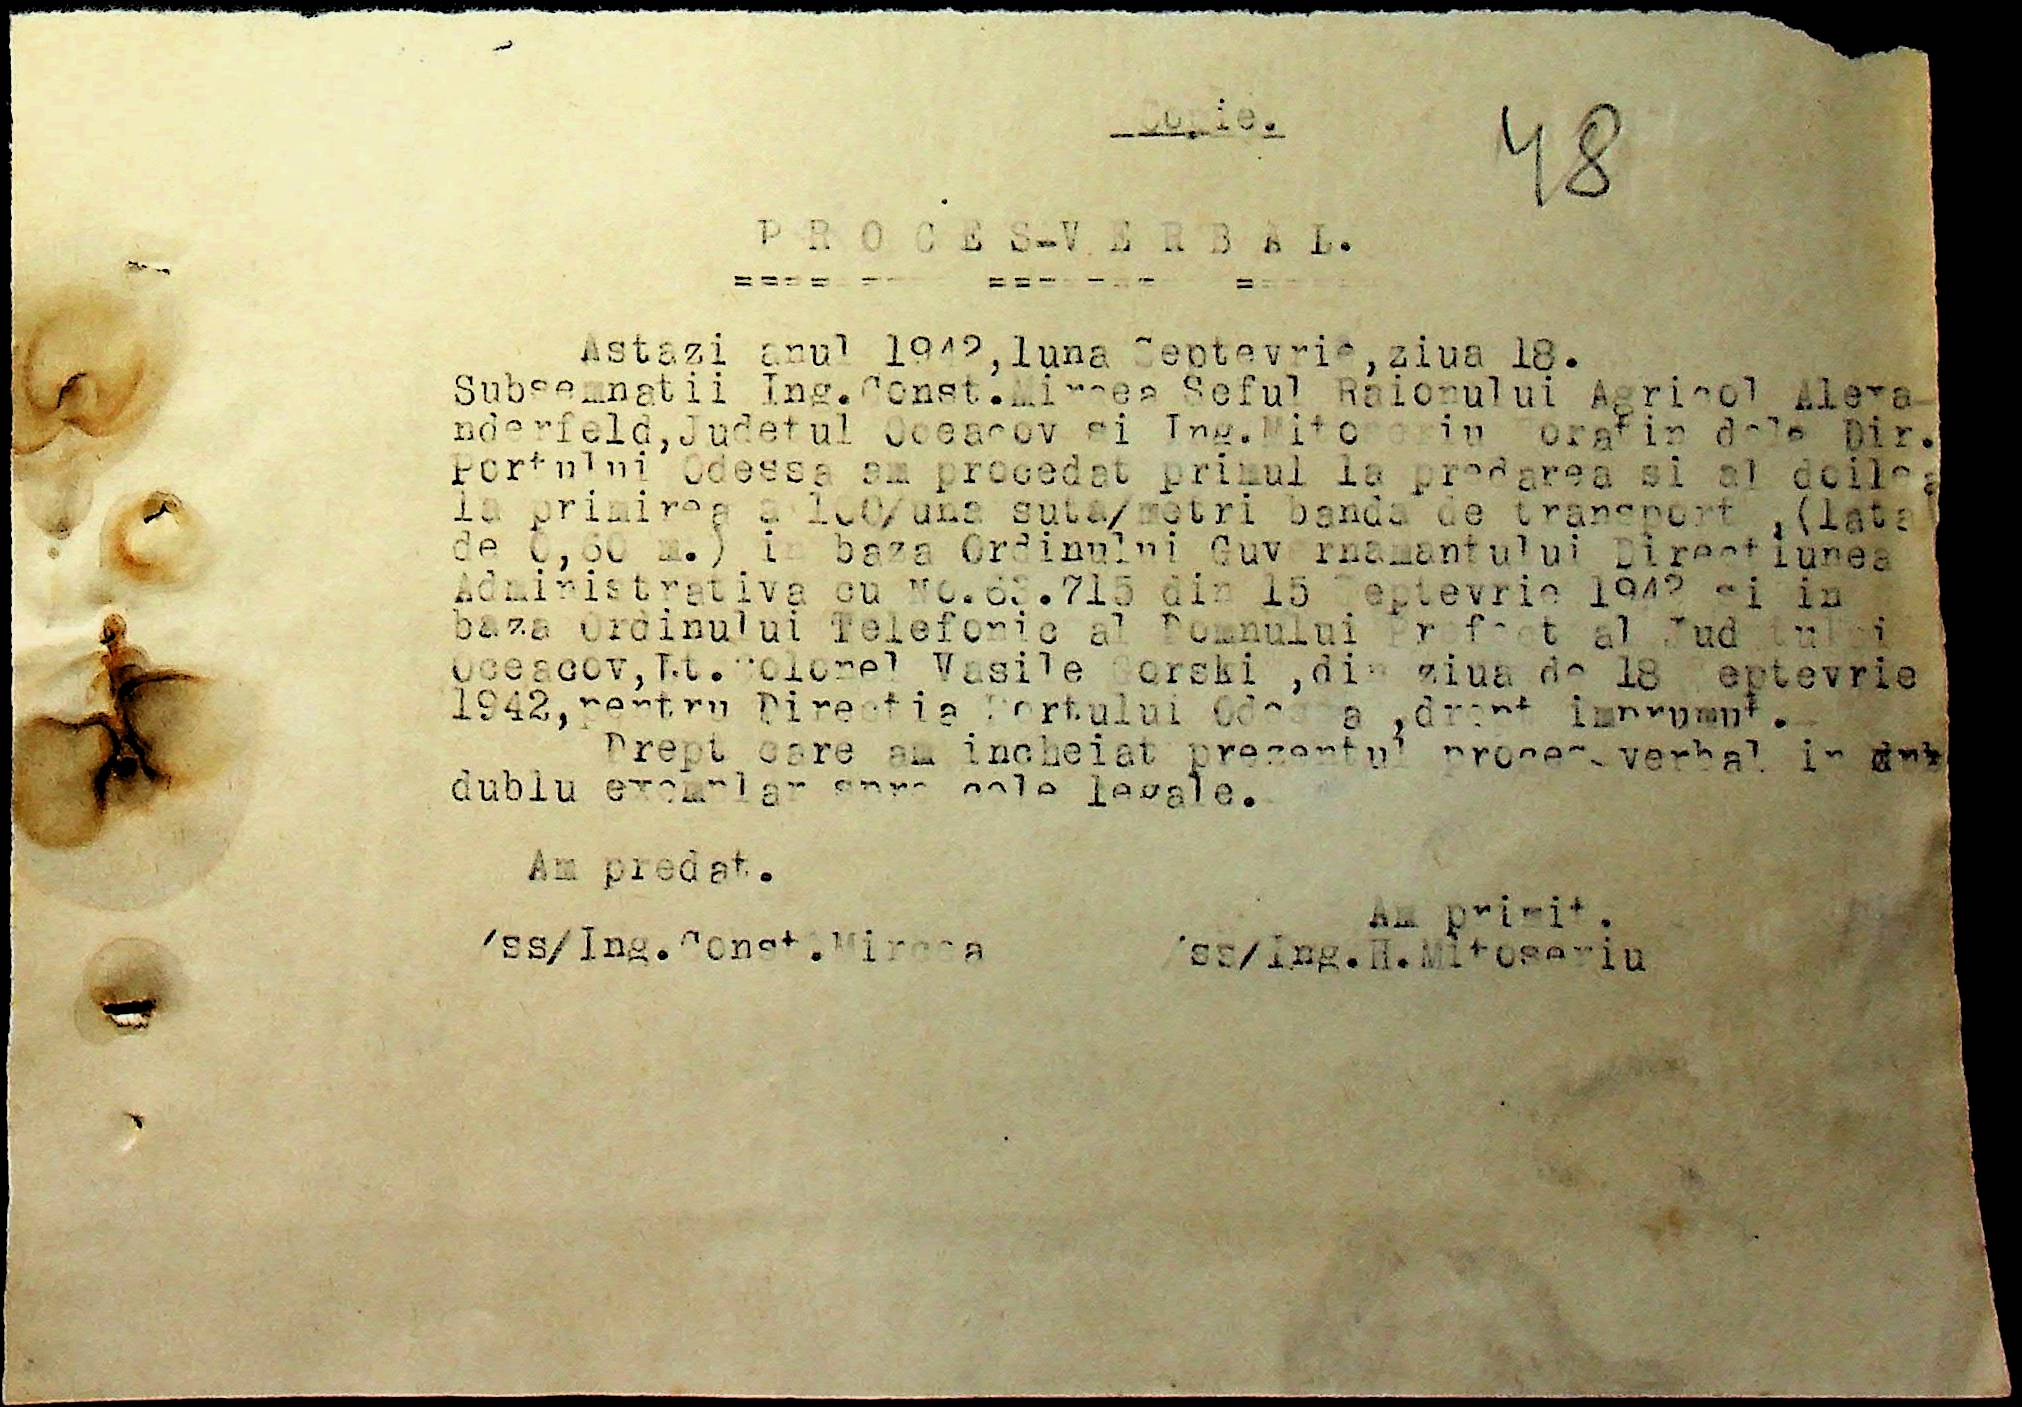 Copie.
48
PROCES-VERBAL.
Astazi anul 1942,luna Septevrie,ziua 18.
Subsemnatii Ing.Const.Mircea Seful Raionului Agricol Alexa-
nderfeld,Judetul Oceacov si Ing.Mitoseriu dela Dir.
Portului Odessa am procedat primul la predarea si al doilea
la primirea a 100/una suta/metri banda de transport ,(lata
de 0,60 m.) in baza Ordinului Guvernamantului Directiunea
Administrativa cu No.63.715 din 15 Septevrie 1942 si in
baza Ordinului Telefonic al Domnului Prefect al Judetului
Oceacov,Lt.Colonel Vasile Gorski ,din ziua de 18 Septevrie
1942,pentru Directia Portului Odessa ,drept imprumut.-
Drept care am incheiat prezentul proces verbal in
dublu exemplar spre cele legale.
Am predat.
Am primit.
/ss/Ing.Const.Mircea /ss/Ing.H.Mitoseriu